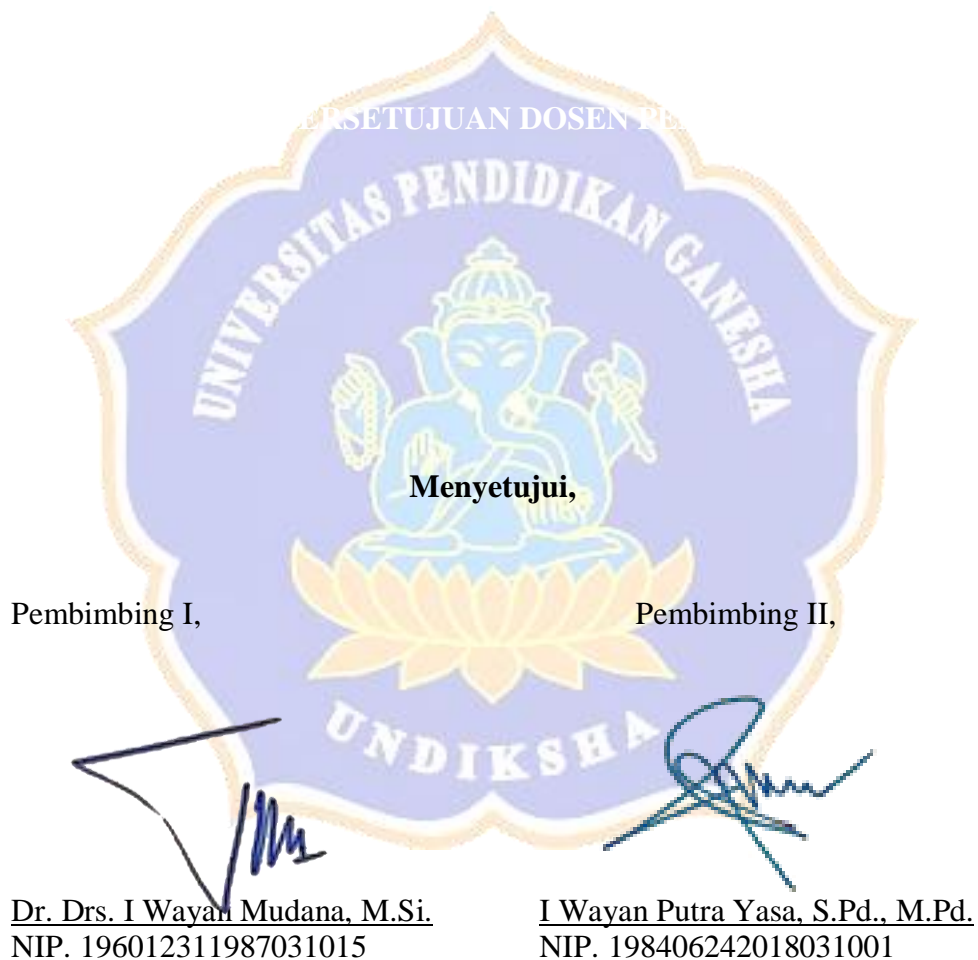 PERSETUJUAN DOSEN
UNIVERSITAS PENDIDIKAN GANESHA
Menyetujui,
Pembimbing I, Pembimbing II,
UNDIKSHA
Dr. Drs. I Wayan Mudana, M.Si. I Wayan Putra Yasa, S.Pd., M.Pd.
NIP. 196012311987031015 NIP. 198406242018031001